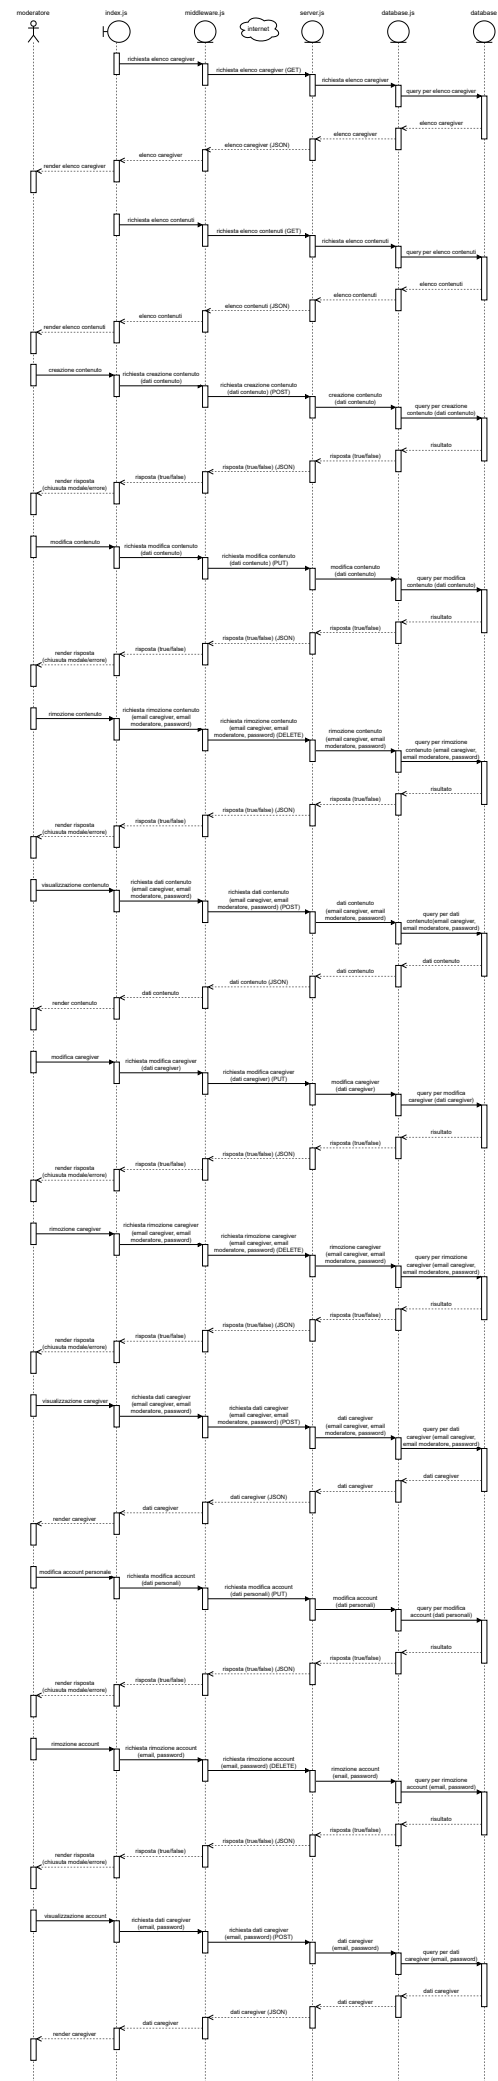 moderatore
index.js
middleware.js
internet
server.js
database.js
database
richiesta elenco caregiver
richiesta elenco caregiver (GET)
richiesta elenco caregiver
query per elenco caregiver
elenco caregiver
elenco caregiver
elenco caregiver (JSON)
elenco caregiver
render elenco caregiver
richiesta elenco contenuti
richiesta elenco contenuti (GET)
richiesta elenco contenuti
query per elenco contenuti
elenco contenuti
elenco contenuti
elenco contenuti (JSON)
elenco contenuti
render elenco contenuti
creazione contenuto
richiesta creazione contenuto
(dati contenuto)
richiesta creazione contenuto
(dati contenuto) (POST)
creazione contenuto
(dati contenuto)
query per creazione
contenuto (dati contenuto)
risultato
risposta (true/false)
risposta (true/false) (JSON)
risposta (true/false)
render risposta
(chiusuta modale/errore)
modifica contenuto
richiesta modifica contenuto
(dati contenuto)
richiesta modifica contenuto
(dati contenuto) (PUT)
modifica contenuto
(dati contenuto)
query per modifica
contenuto (dati contenuto)
risultato
risposta (true/false)
risposta (true/false) (JSON)
risposta (true/false)
render risposta
(chiusuta modale/errore)
rimozione contenuto
richiesta rimozione contenuto
(email caregiver, email
moderatore, password)
richiesta rimozione contenuto
(email caregiver, email
moderatore, password) (DELETE)
rimozione contenuto
(email caregiver, email
moderatore, password)
query per rimozione
contenuto (email caregiver,
email moderatore, password)
risultato
risposta (true/false)
risposta (true/false) (JSON)
risposta (true/false)
render risposta
(chiusuta modale/errore)
visualizzazione contenuto
richiesta dati contenuto
(email caregiver, email
moderatore, password)
richiesta dati contenuto
(email caregiver, email
moderatore, password) (POST)
dati contenuto
(email caregiver, email
moderatore, password)
query per dati
contenuto(email caregiver,
email moderatore, password)
dati contenuto
dati contenuto
dati contenuto (JSON)
dati contenuto
render contenuto
modifica caregiver
richiesta modifica caregiver
(dati caregiver)
richiesta modifica caregiver
(dati caregiver) (PUT)
modifica caregiver
(dati caregiver)
query per modifica
caregiver (dati caregiver)
risultato
risposta (true/false)
risposta (true/false) (JSON)
risposta (true/false)
render risposta
(chiusuta modale/errore)
rimozione caregiver
richiesta rimozione caregiver
(email caregiver, email
moderatore, password)
richiesta rimozione caregiver
(email caregiver, email
moderatore, password) (DELETE)
rimozione caregiver
(email caregiver, email
moderatore, password)
query per rimozione
caregiver (email caregiver,
email moderatore, password)
risultato
risposta (true/false)
risposta (true/false) (JSON)
risposta (true/false)
render risposta
(chiusuta modale/errore)
visualizzazione caregiver
richiesta dati caregiver
(email caregiver, email
moderatore, password)
richiesta dati caregiver
(email caregiver, email
moderatore, password) (POST)
dati caregiver
(email caregiver, email
moderatore, password)
query per dati
caregiver (email caregiver,
email moderatore, password)
dati caregiver
dati caregiver
dati caregiver (JSON)
dati caregiver
render caregiver
modifica account personale
richiesta modifica account
(dati personali)
richiesta modifica account
(dati personali) (PUT)
modifica account
(dati personali)
query per modifica
account (dati personali)
risultato
risposta (true/false)
risposta (true/false) (JSON)
risposta (true/false)
render risposta
(chiusuta modale/errore)
rimozione account
richiesta rimozione account
(email, password)
richiesta rimozione account
(email, password) (DELETE)
rimozione account
(email, password)
query per rimozione
account (email, password)
risultato
risposta (true/false)
risposta (true/false) (JSON)
risposta (true/false)
render risposta
(chiusuta modale/errore)
visualizzazione account
richiesta dati caregiver
(email, password)
richiesta dati caregiver
(email, password) (POST)
dati caregiver
(email, password)
query per dati
caregiver (email, password)
dati caregiver
dati caregiver
dati caregiver (JSON)
dati caregiver
render caregiver